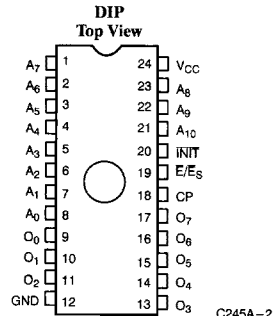 DIP
Top View
A7 1 24 VCC
A6 2 23 A8
A5 3 22 A9
A4 4 21 A10
A3 5 20 INIT
A2 6 19 E/ES
A1 7 18 CP
A0 8 17 O7
O0 9 16 O6
O1 10 15 O5
O2 11 14 O4
GND 12 13 O3
C245A–2